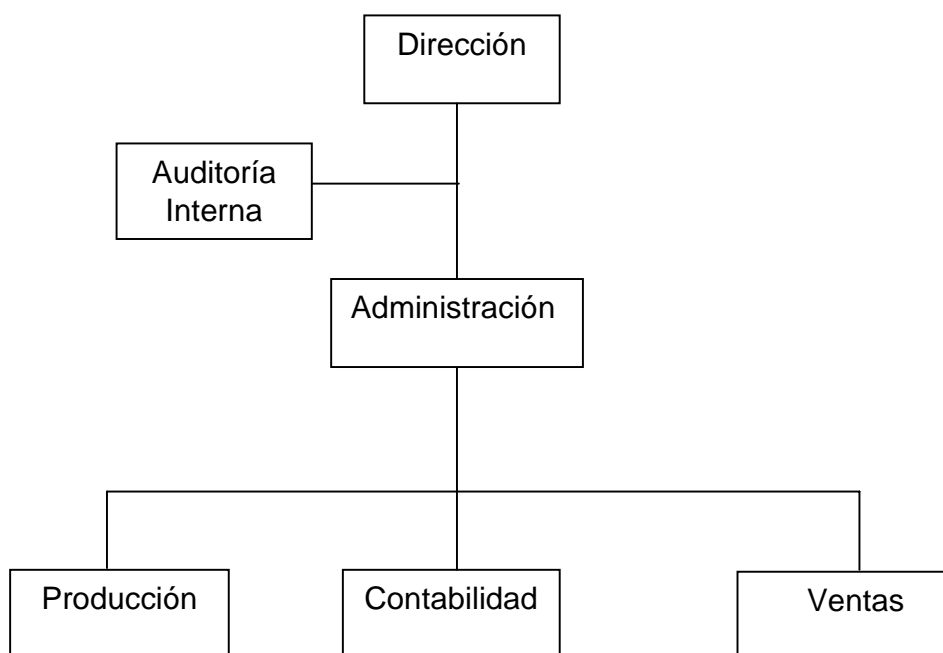 Dirección
Auditoría
Interna
Administración
Producción
Contabilidad
Ventas